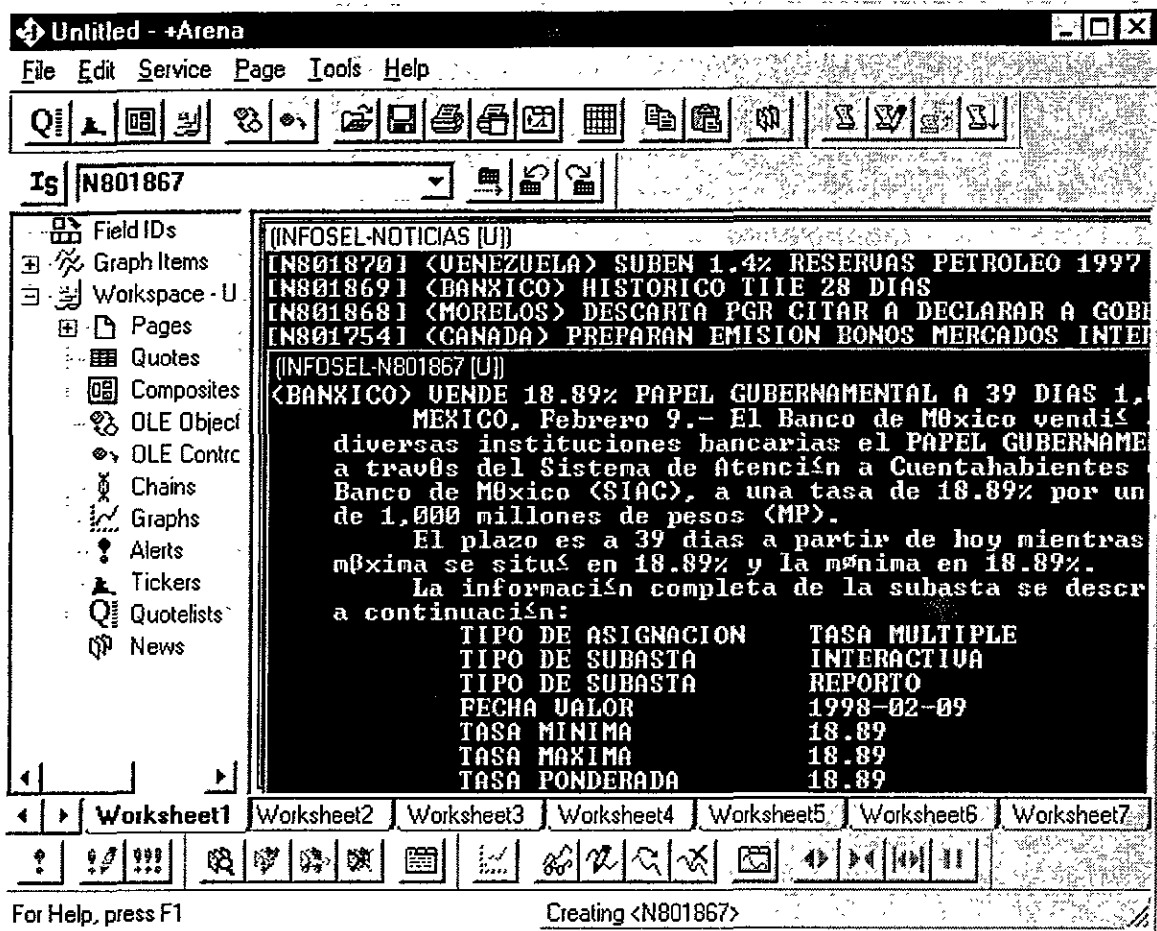 Untitled - +Arena
File Edit Service Page Tools Help
Is N801867
Field IDs
Graph Items
Workspace - U
Pages
Quotes
Composites
OLE Object
OLE Contrc
Chains
Graphs
Alerts
Tickers
Quotelists
News
(INFOSEL-NOTICIAS [U])
[N801870] <VENEZUELA> SUBEN 1.4% RESERVAS PETROLEO 1997
[N801869] <BANXICO> HISTORICO TIIE 28 DIAS
[N801868] <MORELOS> DESCARTA PGR CITAR A DECLARAR A GOBE
[N801754] <CANADA> PREPARAN EMISION BONOS MERCADOS INTER
(INFOSEL-N801867 [U])
<BANXICO> VENDE 18.89% PAPEL GUBERNAMENTAL A 39 DIAS 1,
MEXICO, Febrero 9.- El Banco de MΘxico vendi≤
diversas instituciones bancarias el PAPEL GUBERNAME
a travΘs del Sistema de Atenci≤n a Cuentahabientes
Banco de MΘxico <SIAC>, a una tasa de 18.89% por un
de 1,000 millones de pesos <MP>.
El plazo es a 39 dias a partir de hoy mientras
mβxima se situ≤ en 18.89% y la mφnima en 18.89%.
La informaci≤n completa de la subasta se descr
a continuaci≤n:
TIPO DE ASIGNACION TASA MULTIPLE
TIPO DE SUBASTA INTERACTIVA
TIPO DE SUBASTA REPORTO
FECHA VALOR 1998-02-09
TASA MINIMA 18.89
TASA MAXIMA 18.89
TASA PONDERADA 18.89
Worksheet1 Worksheet2 Worksheet3 Worksheet4 Worksheet5 Worksheet6 Worksheet7
For Help, press F1 Creating <N801867>